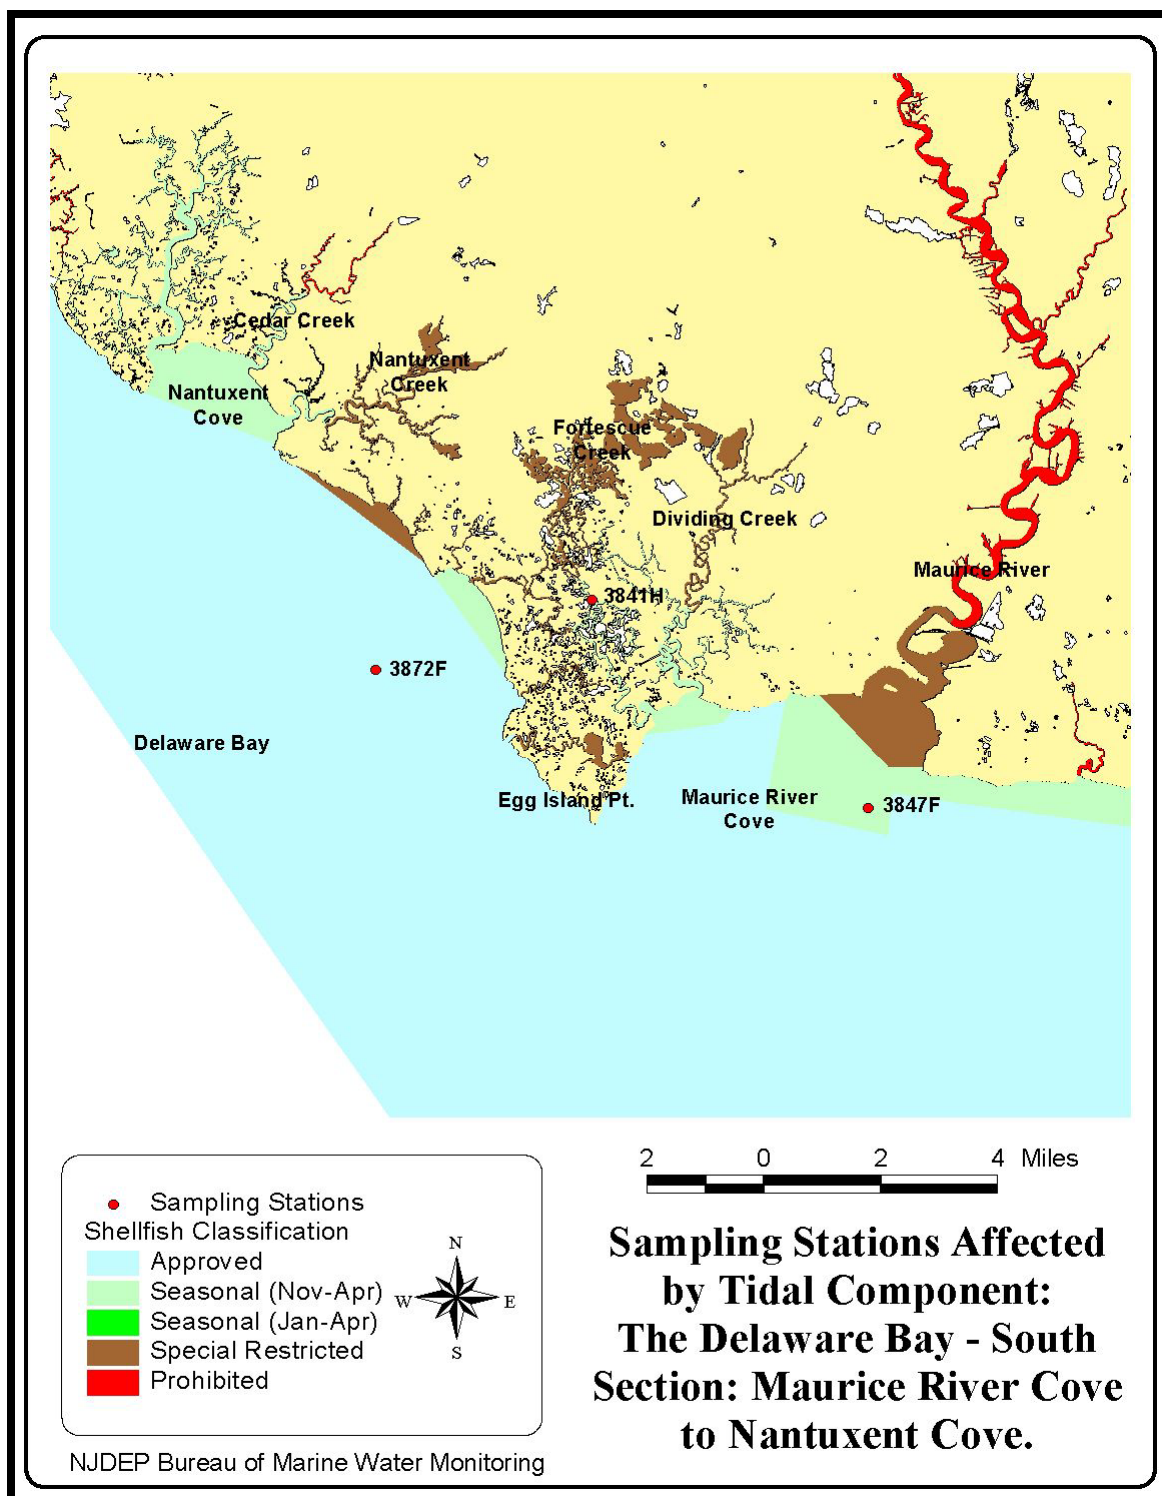 Cedar Creek
Nantuxent
Creek
Nantuxent
Cove
Fortescue
Creek
Dividing Creek
Maurice River
3841H
3872F
Delaware Bay
Egg Island Pt.
Maurice River
Cove
3847F
2 0 2 4 Miles
Sampling Stations
Shellfish Classification
Approved
Seasonal (Nov-Apr)
Seasonal (Jan-Apr)
Special Restricted
Prohibited
N
W E
S
Sampling Stations Affected
by Tidal Component:
The Delaware Bay - South
Section: Maurice River Cove
to Nantuxent Cove.
NJDEP Bureau of Marine Water Monitoring